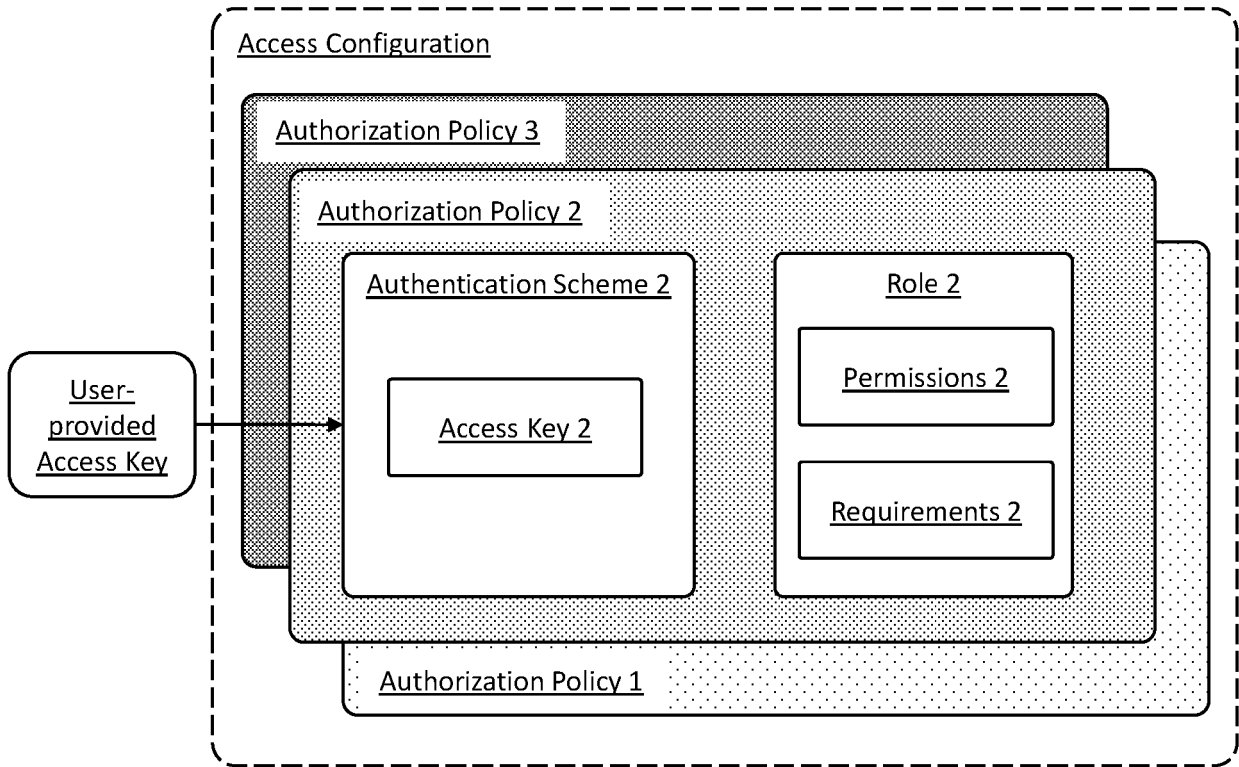 Access Configuration
Authorization Policy 3
Authorization Policy 2
Authentication Scheme 2
Role 2
Permissions 2
User-
provided
Access Key
Access Key 2
Requirements 2
Authorization Policy 1